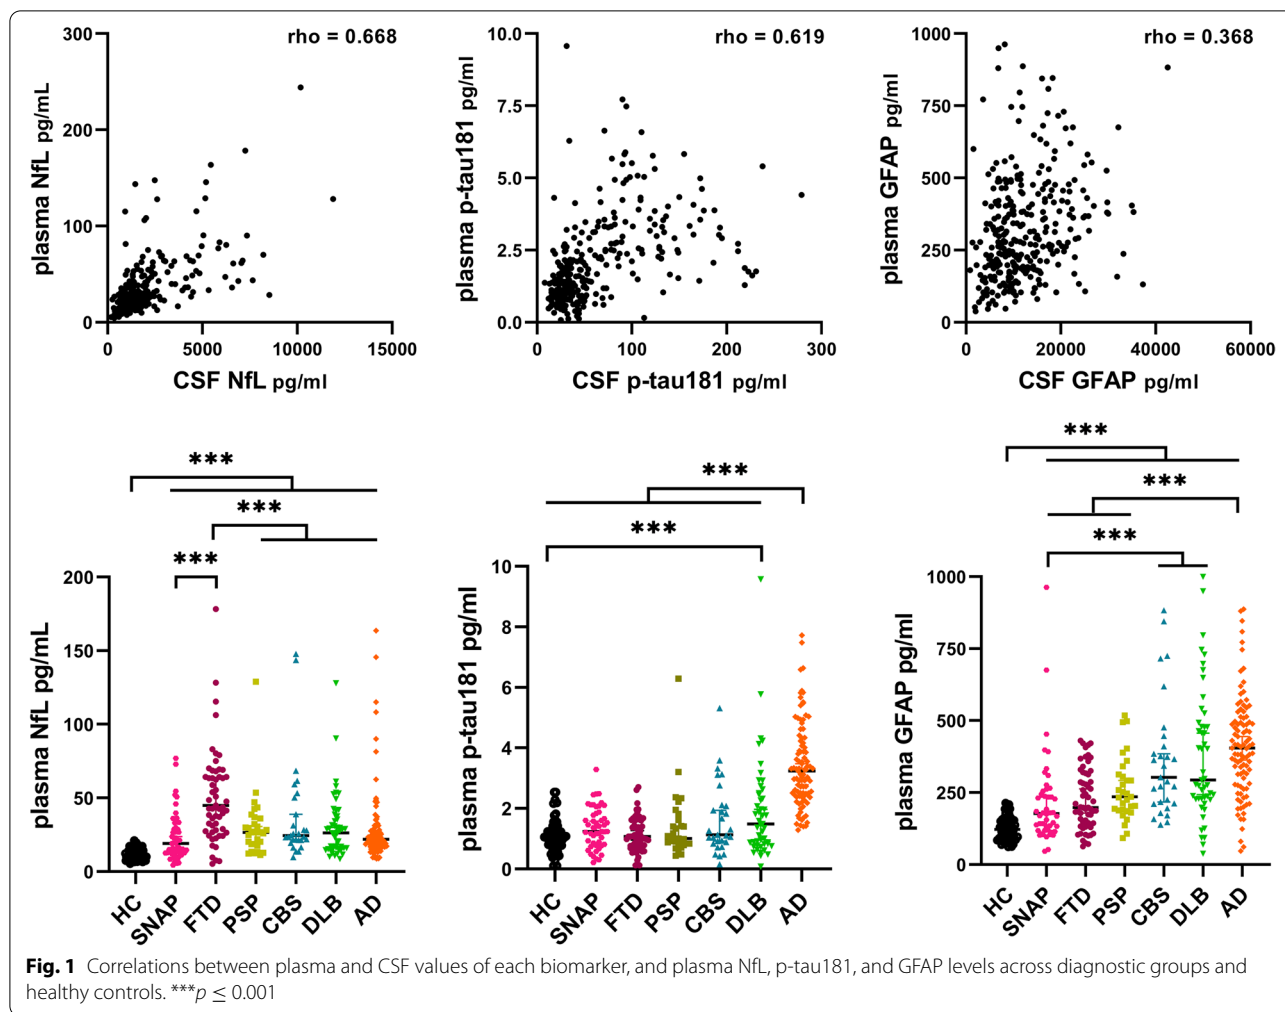 300
200
100
0
0
5000
10000
15000
rho = 0.668
plasma NfL pg/mL
CSF NfL pg/ml
10.0
7.5
5.0
2.5
0.0
0
100
200
300
rho = 0.619
plasma p-tau181 pg/ml
CSF p-tau181 pg/ml
1000
750
500
250
0
0
20000
40000
60000
rho = 0.368
plasma GFAP pg/ml
CSF GFAP pg/ml
***
***
***
200
150
100
50
0
plasma NfL pg/mL
HC
SNAP
FTD
PSP
CBS
DLB
AD
***
***
10
8
6
4
2
0
plasma p-tau181 pg/ml
HC
SNAP
FTD
PSP
CBS
DLB
AD
***
***
***
1000
750
500
250
0
plasma GFAP pg/ml
HC
SNAP
FTD
PSP
CBS
DLB
AD
Fig. 1 Correlations between plasma and CSF values of each biomarker, and plasma NfL, p-tau181, and GFAP levels across diagnostic groups and
healthy controls. ***p ≤ 0.001